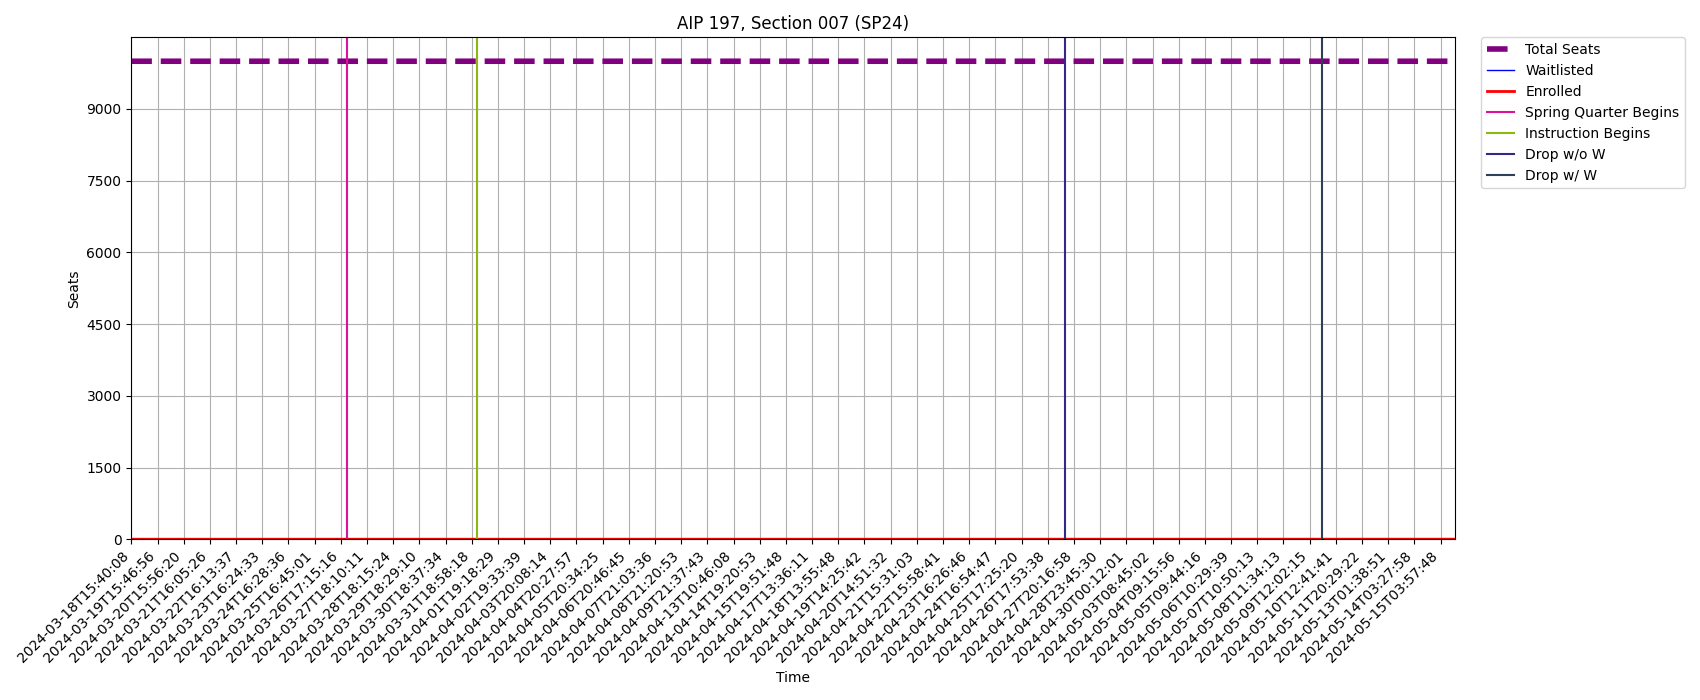 AIP 197, Section 007 (SP24)
Total Seats
Waitlisted
Enrolled
Spring Quarter Begins
Instruction Begins
Drop w/o W
Drop w/ W
Seats
9000
7500
6000
4500
3000
1500
0
2024-03-18T15:40:08
2024-03-19T15:46:56
2024-03-20T15:56:20
2024-03-21T16:05:26
2024-03-22T16:13:37
2024-03-23T16:24:33
2024-03-24T16:28:36
2024-03-25T16:45:01
2024-03-26T17:15:16
2024-03-27T18:10:11
2024-03-28T18:15:24
2024-03-29T18:29:10
2024-03-30T18:37:34
2024-03-31T18:58:18
2024-04-01T19:18:29
2024-04-02T19:33:39
2024-04-03T20:08:14
2024-04-04T20:27:57
2024-04-05T20:34:25
2024-04-06T20:46:45
2024-04-07T21:03:36
2024-04-08T21:20:53
2024-04-09T21:37:43
2024-04-13T10:46:08
2024-04-14T19:20:53
2024-04-15T19:51:48
2024-04-17T13:36:11
2024-04-18T13:55:48
2024-04-19T14:25:42
2024-04-20T14:51:32
2024-04-21T15:31:03
2024-04-22T15:58:41
2024-04-23T16:26:46
2024-04-24T16:54:47
2024-04-25T17:25:20
2024-04-26T17:53:38
2024-04-27T20:16:58
2024-04-28T23:45:30
2024-04-30T00:12:01
2024-05-03T08:45:02
2024-05-04T09:15:56
2024-05-05T09:44:16
2024-05-06T10:29:39
2024-05-07T10:50:13
2024-05-08T11:34:13
2024-05-09T12:02:15
2024-05-10T12:41:41
2024-05-11T20:29:22
2024-05-13T01:38:51
2024-05-14T03:27:58
2024-05-15T03:57:48
Time